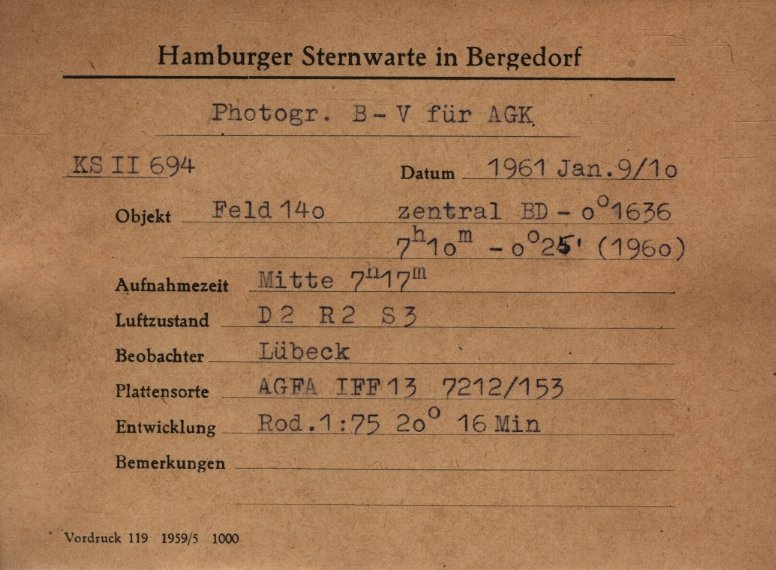 Hamburger Sternwarte in Bergedorf
Photogr. B-V für AGK
KS II 694 Datum 1961 Jan.9/10
Objekt Feld 140 zentral BD - 0°1636
7ʰ10ᵐ - 0°25' (1960)
Aufnahmezeit Mitte 7ʰ17ᵐ
Luftzustand D2 R2 S3
Beobachter Lübeck
Plattensorte AGFA IFF13 7212/153
Entwicklung Rod.1:75 20° 16 Min
Bemerkungen
Vordruck 119 1959/5 1000